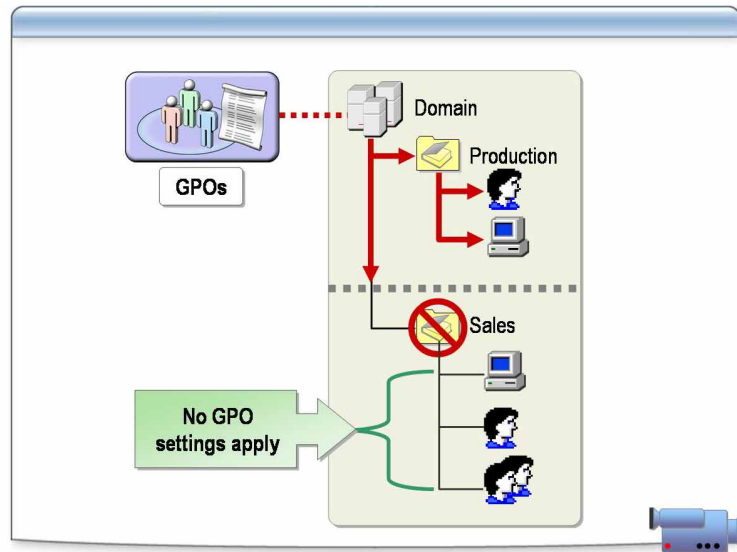 Domain
Production
GPOs
Sales
No GPO
settings apply